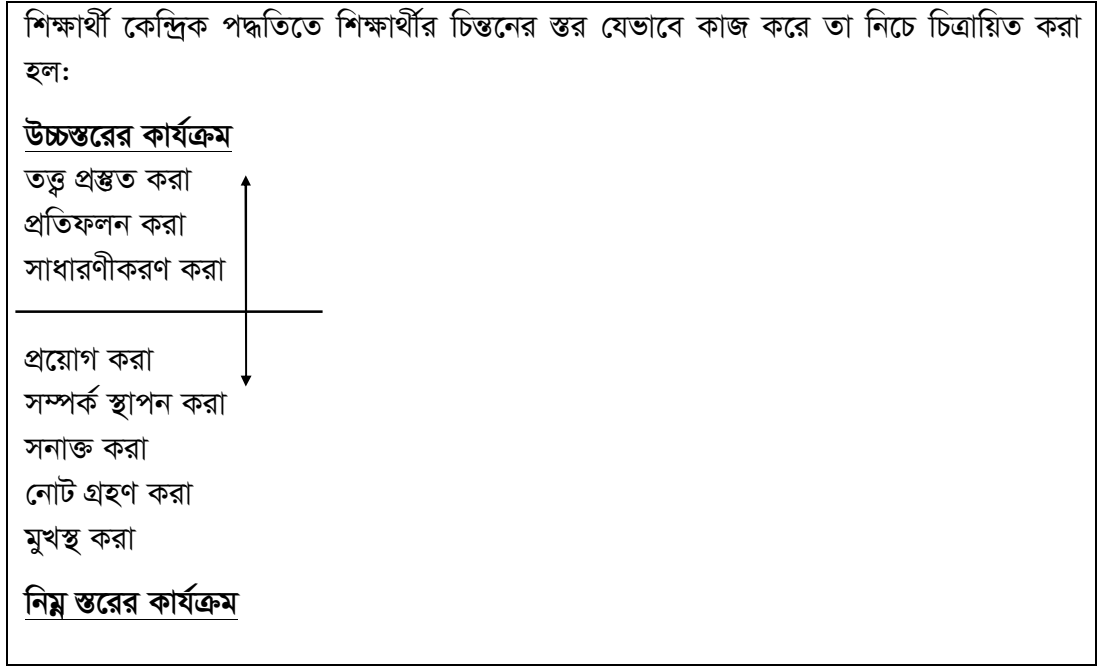 শিক্ষার্থী কেন্দ্রিক পদ্ধতিতে শিক্ষার্থীর চিন্তনের স্তর যেভাবে কাজ করে তা নিচে চিত্রায়িত করা
হল:
উচ্চস্তরের কার্যক্রম
তত্ত্ব প্রস্তুত করা
প্রতিফলন করা
সাধারণীকরণ করা
প্রয়োগ করা
সম্পর্ক স্থাপন করা
সনাক্ত করা
নোট গ্রহণ করা
মুখস্থ করা
নিম্ন স্তরের কার্যক্রম